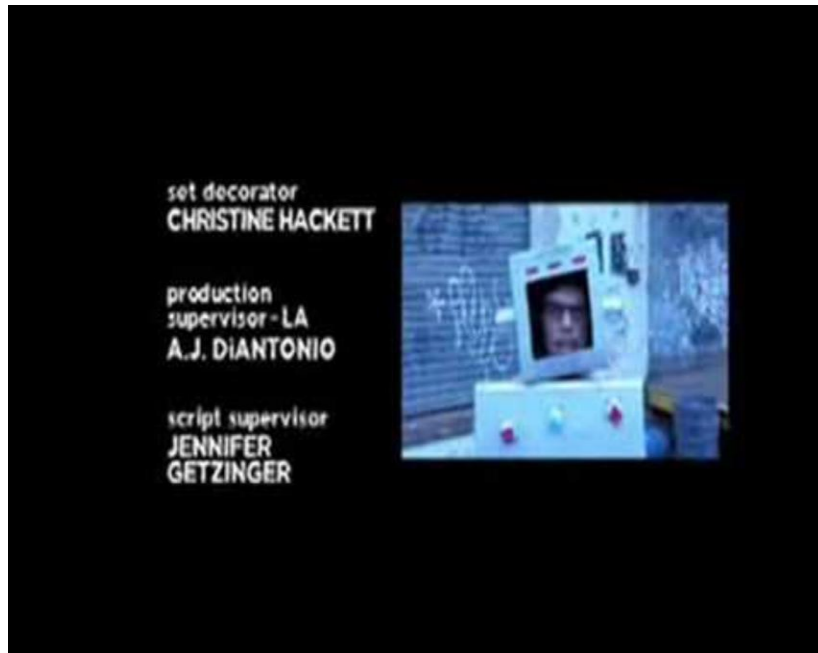 set decorator
CHRISTINE HACKETT
production
supervisor-LA
A.J. DiANTONIO
script supervisor
JENNIFER
GETZINGER